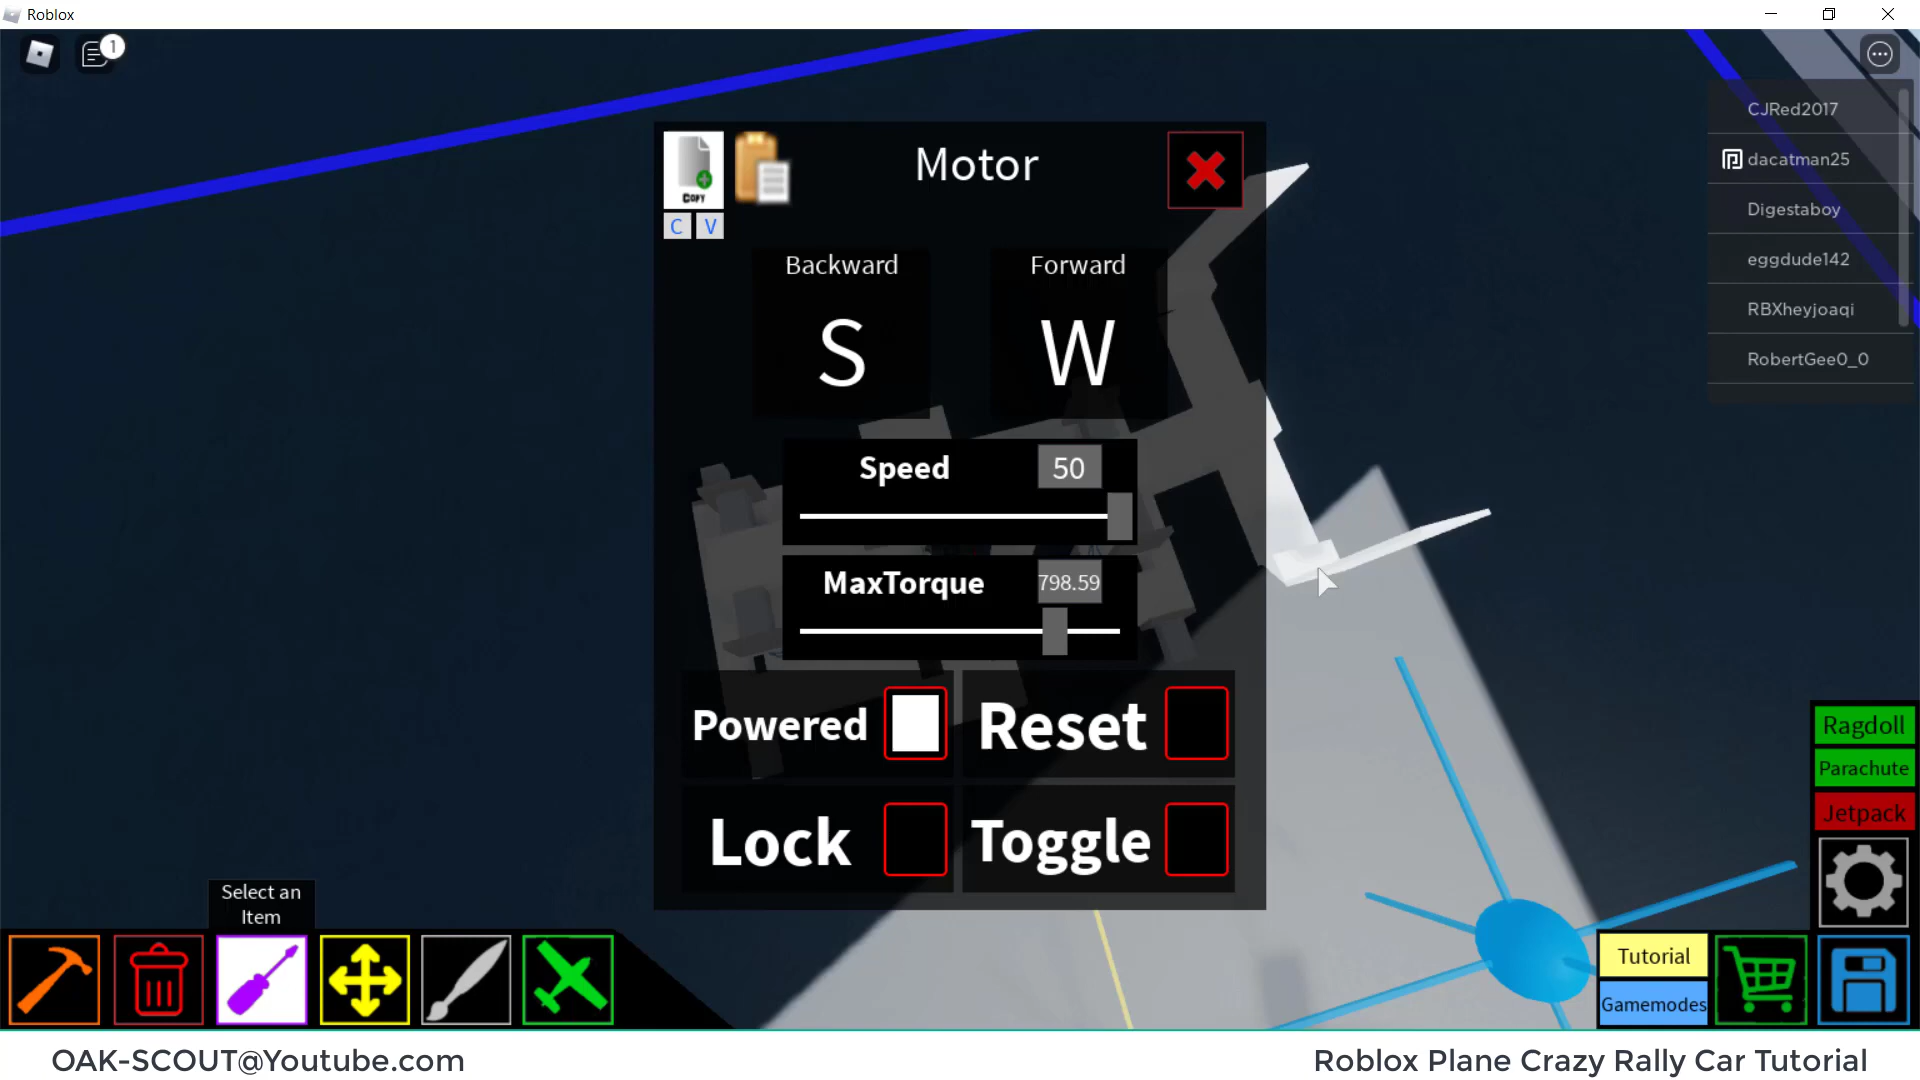 Roblox
1
CJRed2017
dacatman25
Digestaboy
eggdude142
RBXheyjoaqi
RobertGee0_0
COPY
C V
Motor
Backward
S
Forward
W
Speed 50
MaxTorque 798.59
Powered
Reset
Lock
Toggle
Ragdoll
Parachute
Jetpack
Select an
Item
Tutorial
Gamemodes
OAK-SCOUT@Youtube.com
Roblox Plane Crazy Rally Car Tutorial